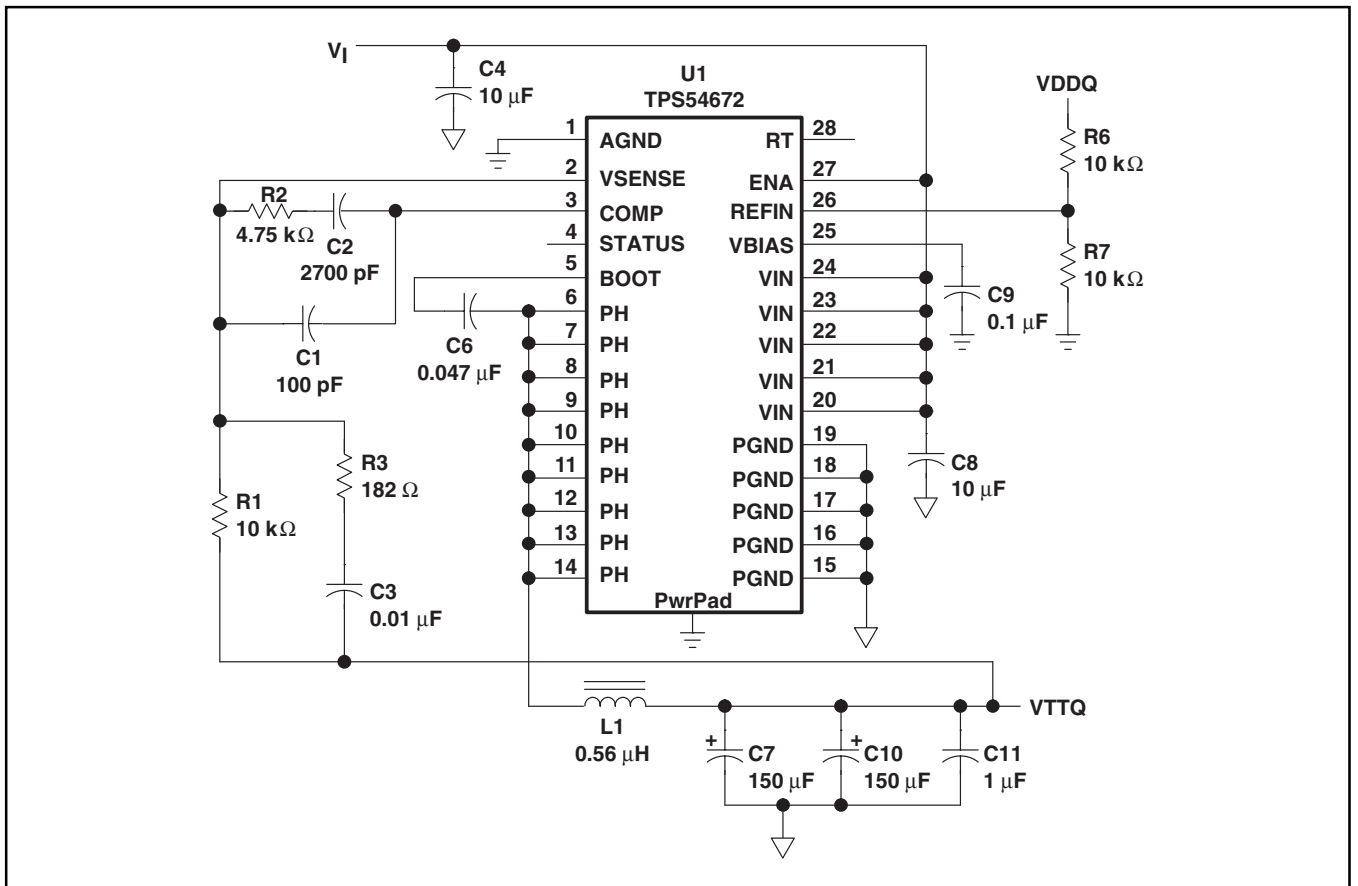 VI
C4
10 μF
U1
TPS54672
VDDQ
R6
10 kΩ
R7
10 kΩ
1
AGND
2
VSENSE
3
COMP
4
STATUS
5
BOOT
6
PH
7
PH
8
PH
9
PH
10
PH
11
PH
12
PH
13
PH
14
PH
28
RT
27
ENA
26
REFIN
25
VBIAS
24
VIN
23
VIN
22
VIN
21
VIN
20
VIN
19
PGND
18
PGND
17
PGND
16
PGND
15
PGND
PwrPad
R2
4.75 kΩ
C2
2700 pF
C1
100 pF
C6
0.047 μF
C9
0.1 μF
C8
10 μF
R3
182 Ω
R1
10 kΩ
C3
0.01 μF
L1
0.56 μH
+
C7
150 μF
+
C10
150 μF
C11
1 μF
VTTQ